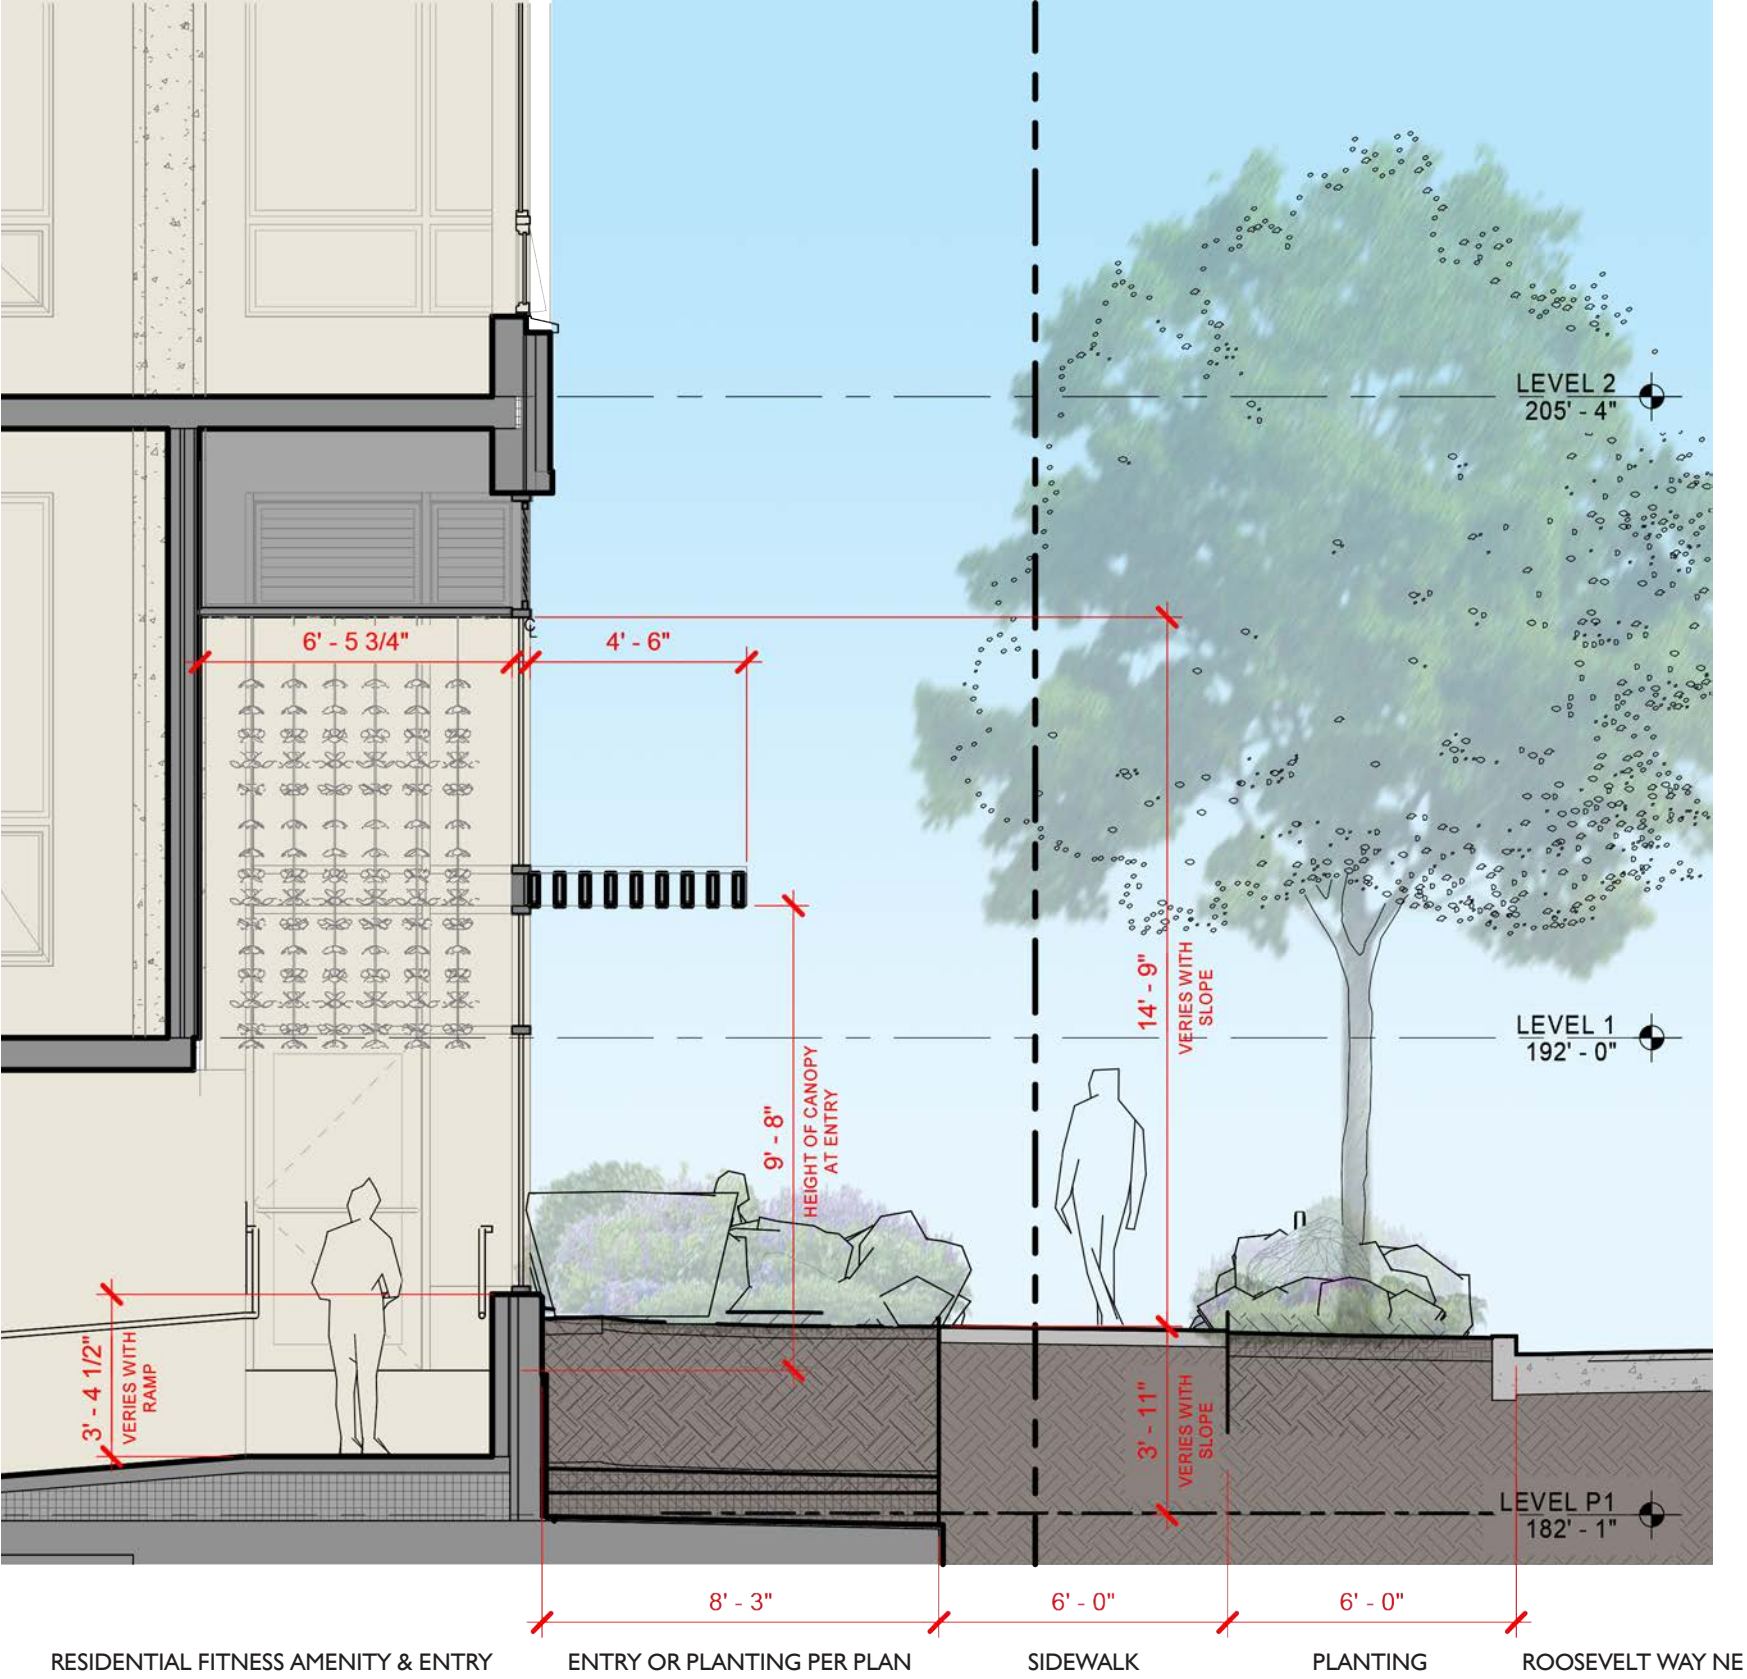 LEVEL 2
205' - 4"
6' - 5 3/4"
4' - 6"
14' - 9"
VERIES WITH
SLOPE
LEVEL 1
192' - 0"
9' - 8"
HEIGHT OF CANOPY
AT ENTRY
3' - 4 1/2"
VERIES WITH
RAMP
3' - 11"
VERIES WITH
SLOPE
LEVEL P1
182' - 1"
8' - 3"
6' - 0"
6' - 0"
RESIDENTIAL FITNESS AMENITY & ENTRY
ENTRY OR PLANTING PER PLAN
SIDEWALK
PLANTING
ROOSEVELT WAY NE